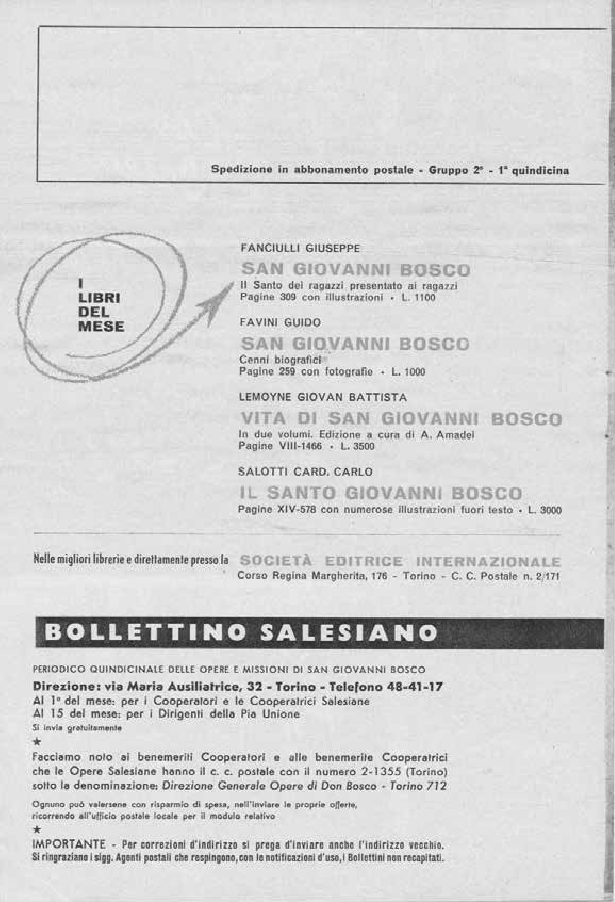 Spedizione in abbonamento postale - Gruppo 2° - 1ª quindicina
I
LIBRI
DEL
MESE
FANCIULLI GIUSEPPE
SAN GIOVANNI BOSCO
Il Santo dei ragazzi presentato ai ragazzi
Pagine 309 con illustrazioni - L. 1100
FAVINI GUIDO
SAN GIOVANNI BOSCO
Cenni biografici
Pagine 259 con fotografie - L. 1000
LEMOYNE GIOVAN BATTISTA
VITA DI SAN GIOVANNI BOSCO
In due volumi. Edizione a cura di A. Amadei
Pagine VIII-1466 - L. 3500
SALOTTI CARD. CARLO
IL SANTO GIOVANNI BOSCO
Pagine XIV-578 con numerose illustrazioni fuori testo - L. 3000
Nelle migliori librerie e direttamente presso la SOCIETÀ EDITRICE INTERNAZIONALE
Corso Regina Margherita, 176 - Torino - C. C. Postale n. 2/171
BOLLETTINO SALESIANO
PERIODICO QUINDICINALE DELLE OPERE E MISSIONI DI SAN GIOVANNI BOSCO
Direzione: via Maria Ausiliatrice, 32 - Torino - Telefono 48-41-17
Al 1° del mese: per i Cooperatori e le Cooperatrici Salesiane
Al 15 del mese: per i Dirigenti della Pia Unione
Si invia gratuitamente
★
Facciamo noto ai benemeriti Cooperatori e alle benemerite Cooperatrici
che le Opere Salesiane hanno il c. c. postale con il numero 2-1355 (Torino)
sotto la denominazione: Direzione Generale Opere di Don Bosco - Torino 712
Ognuno può valersene con risparmio di spesa, nell'inviare le proprie offerte,
ricorrendo all'ufficio postale locale per il modulo relativo
★
IMPORTANTE - Per correzioni d'indirizzo si prega d'inviare anche l'indirizzo vecchio.
Si ringraziano i sigg. Agenti postali che respingono, con le notificazioni d'uso, i Bollettini non recapitati.